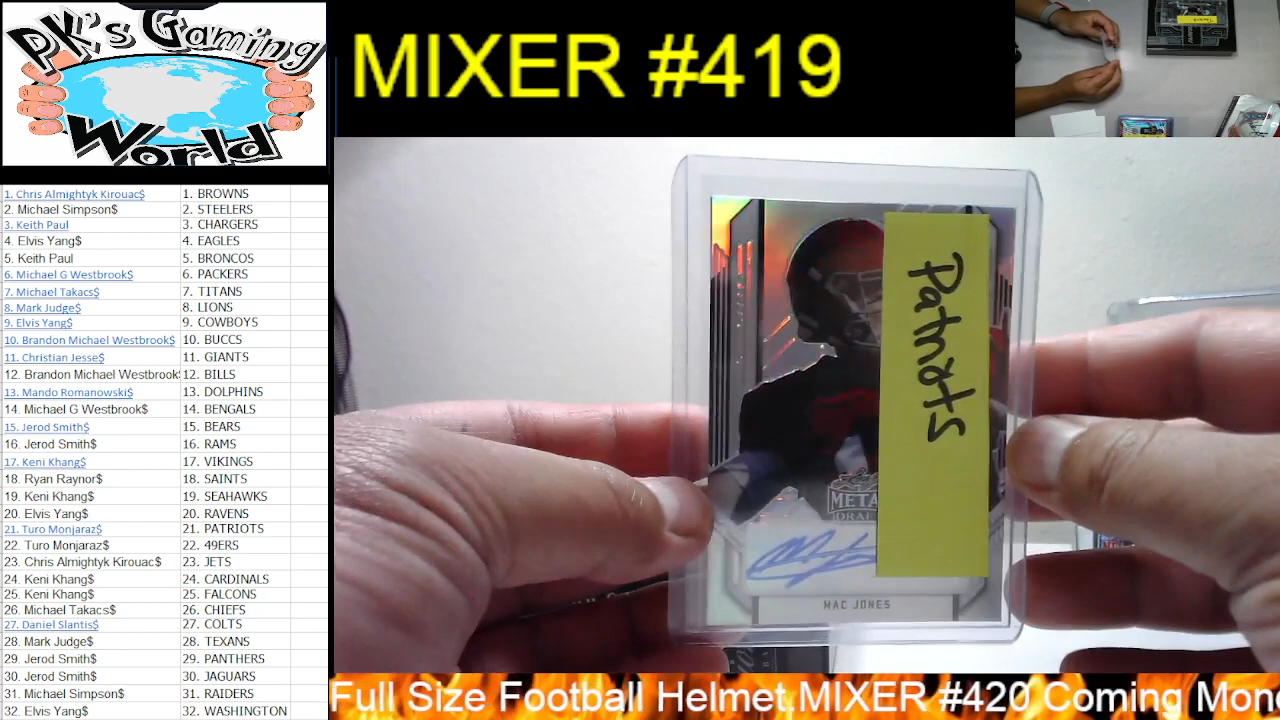 PK's Gaming
World
MIXER #419
1. Chris Almightyk Kirouac$ 1. BROWNS
2. Michael Simpson$ 2. STEELERS
3. Keith Paul 3. CHARGERS
4. Elvis Yang$ 4. EAGLES
5. Keith Paul 5. BRONCOS
6. Michael G Westbrook$ 6. PACKERS
7. Michael Takacs$ 7. TITANS
8. Mark Judge$ 8. LIONS
9. Elvis Yang$ 9. COWBOYS
10. Brandon Michael Westbrook$ 10. BUCCS
11. Christian Jesse$ 11. GIANTS
12. Brandon Michael Westbrook 12. BILLS
13. Mando Romanowski$ 13. DOLPHINS
14. Michael G Westbrook$ 14. BENGALS
15. Jerod Smith$ 15. BEARS
16. Jerod Smith$ 16. RAMS
17. Keni Khang$ 17. VIKINGS
18. Ryan Raynor$ 18. SAINTS
19. Keni Khang$ 19. SEAHAWKS
20. Elvis Yang$ 20. RAVENS
21. Turo Monjaraz$ 21. PATRIOTS
22. Turo Monjaraz$ 22. 49ERS
23. Chris Almightyk Kirouac$ 23. JETS
24. Keni Khang$ 24. CARDINALS
25. Keni Khang$ 25. FALCONS
26. Michael Takacs$ 26. CHIEFS
27. Daniel Slantis$ 27. COLTS
28. Mark Judge$ 28. TEXANS
29. Jerod Smith$ 29. PANTHERS
30. Jerod Smith$ 30. JAGUARS
31. Michael Simpson$ 31. RAIDERS
32. Elvis Yang$ 32. WASHINGTON
Patriots
META
DRA
MAC JONES
Full Size Football Helmet MIXER #420 Coming Mon